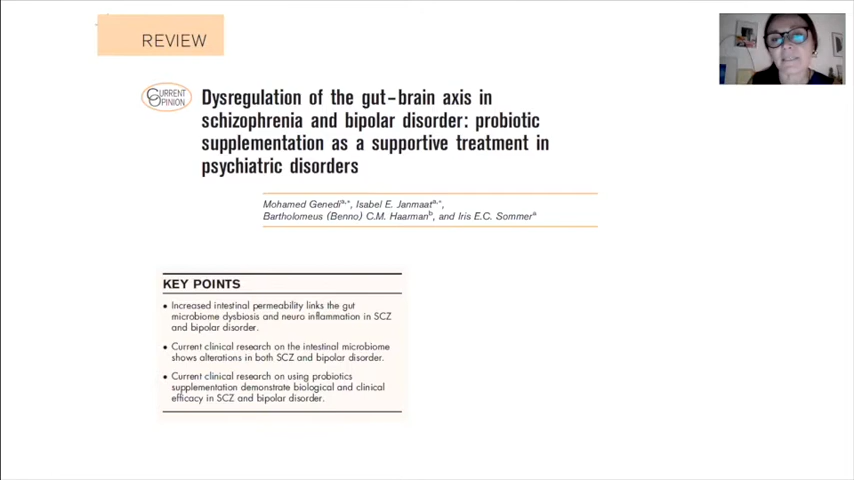 REVIEW
CURRENT
OPINION
Dysregulation of the gut–brain axis in
schizophrenia and bipolar disorder: probiotic
supplementation as a supportive treatment in
psychiatric disorders
Mohamed Genedi^a,*, Isabel E. Janmaat^a,*,
Bartholomeus (Benno) C.M. Haarman^b, and Iris E.C. Sommer^a
KEY POINTS
• Increased intestinal permeability links the gut
microbiome dysbiosis and neuro inflammation in SCZ
and bipolar disorder.
• Current clinical research on the intestinal microbiome
shows alterations in both SCZ and bipolar disorder.
• Current clinical research on using probiotics
supplementation demonstrate biological and clinical
efficacy in SCZ and bipolar disorder.